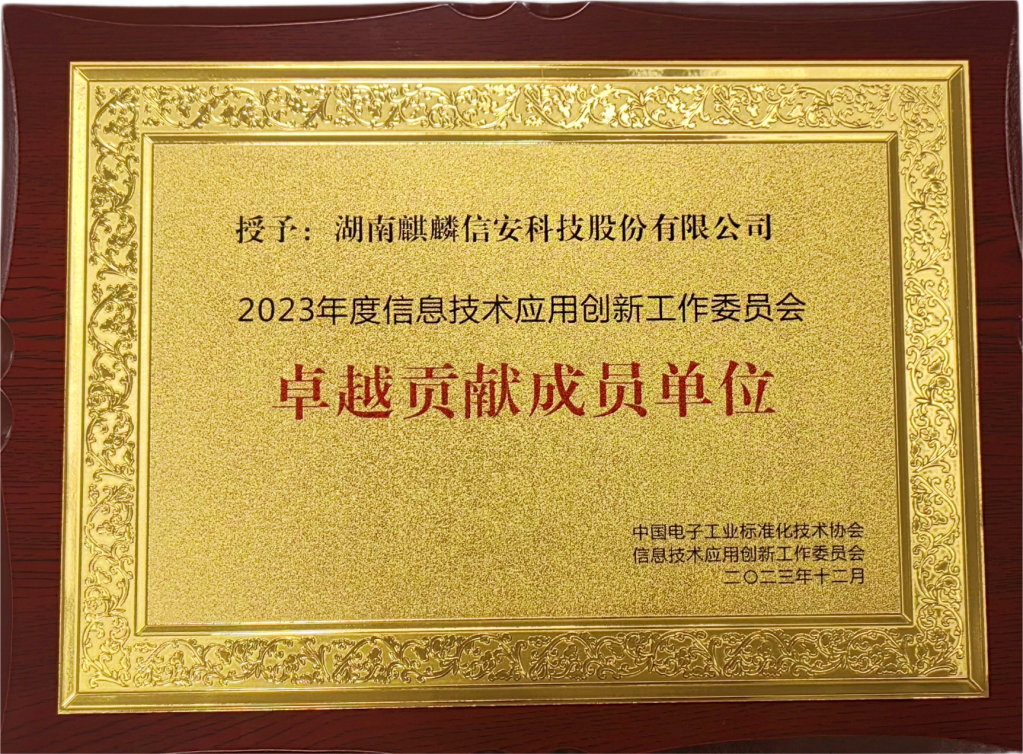 授予：湖南麒麟信安科技股份有限公司
2023年度信息技术应用创新工作委员会
卓越贡献成员单位
中国电子工业标准化技术协会
信息技术应用创新工作委员会
二〇二三年十二月